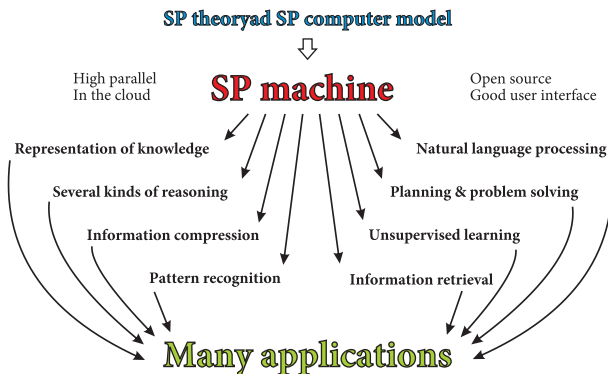 SP theoryad SP computer model
High parallel
In the cloud
SP machine
Open source
Good user interface
Representation of knowledge
Natural language processing
Several kinds of reasoning
Planning & problem solving
Information compression
Unsupervised learning
Pattern recognition
Information retrieval
Many applications